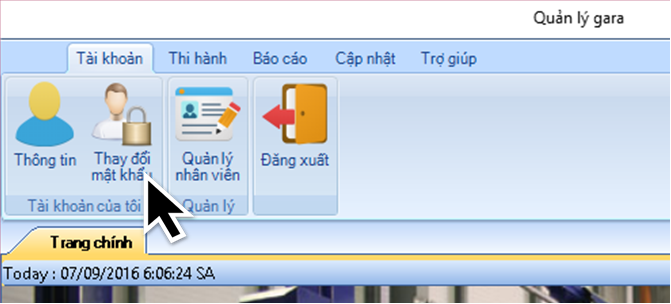 Quản lý gara
Tài khoản Thi hành Báo cáo Cập nhật Trợ giúp
Thông tin Thay đổi Quản lý Đăng xuất
mật khẩu nhân viên
Tài khoản của tôi Quản lý
Trang chính
Today : 07/09/2016 6:06:24 SA